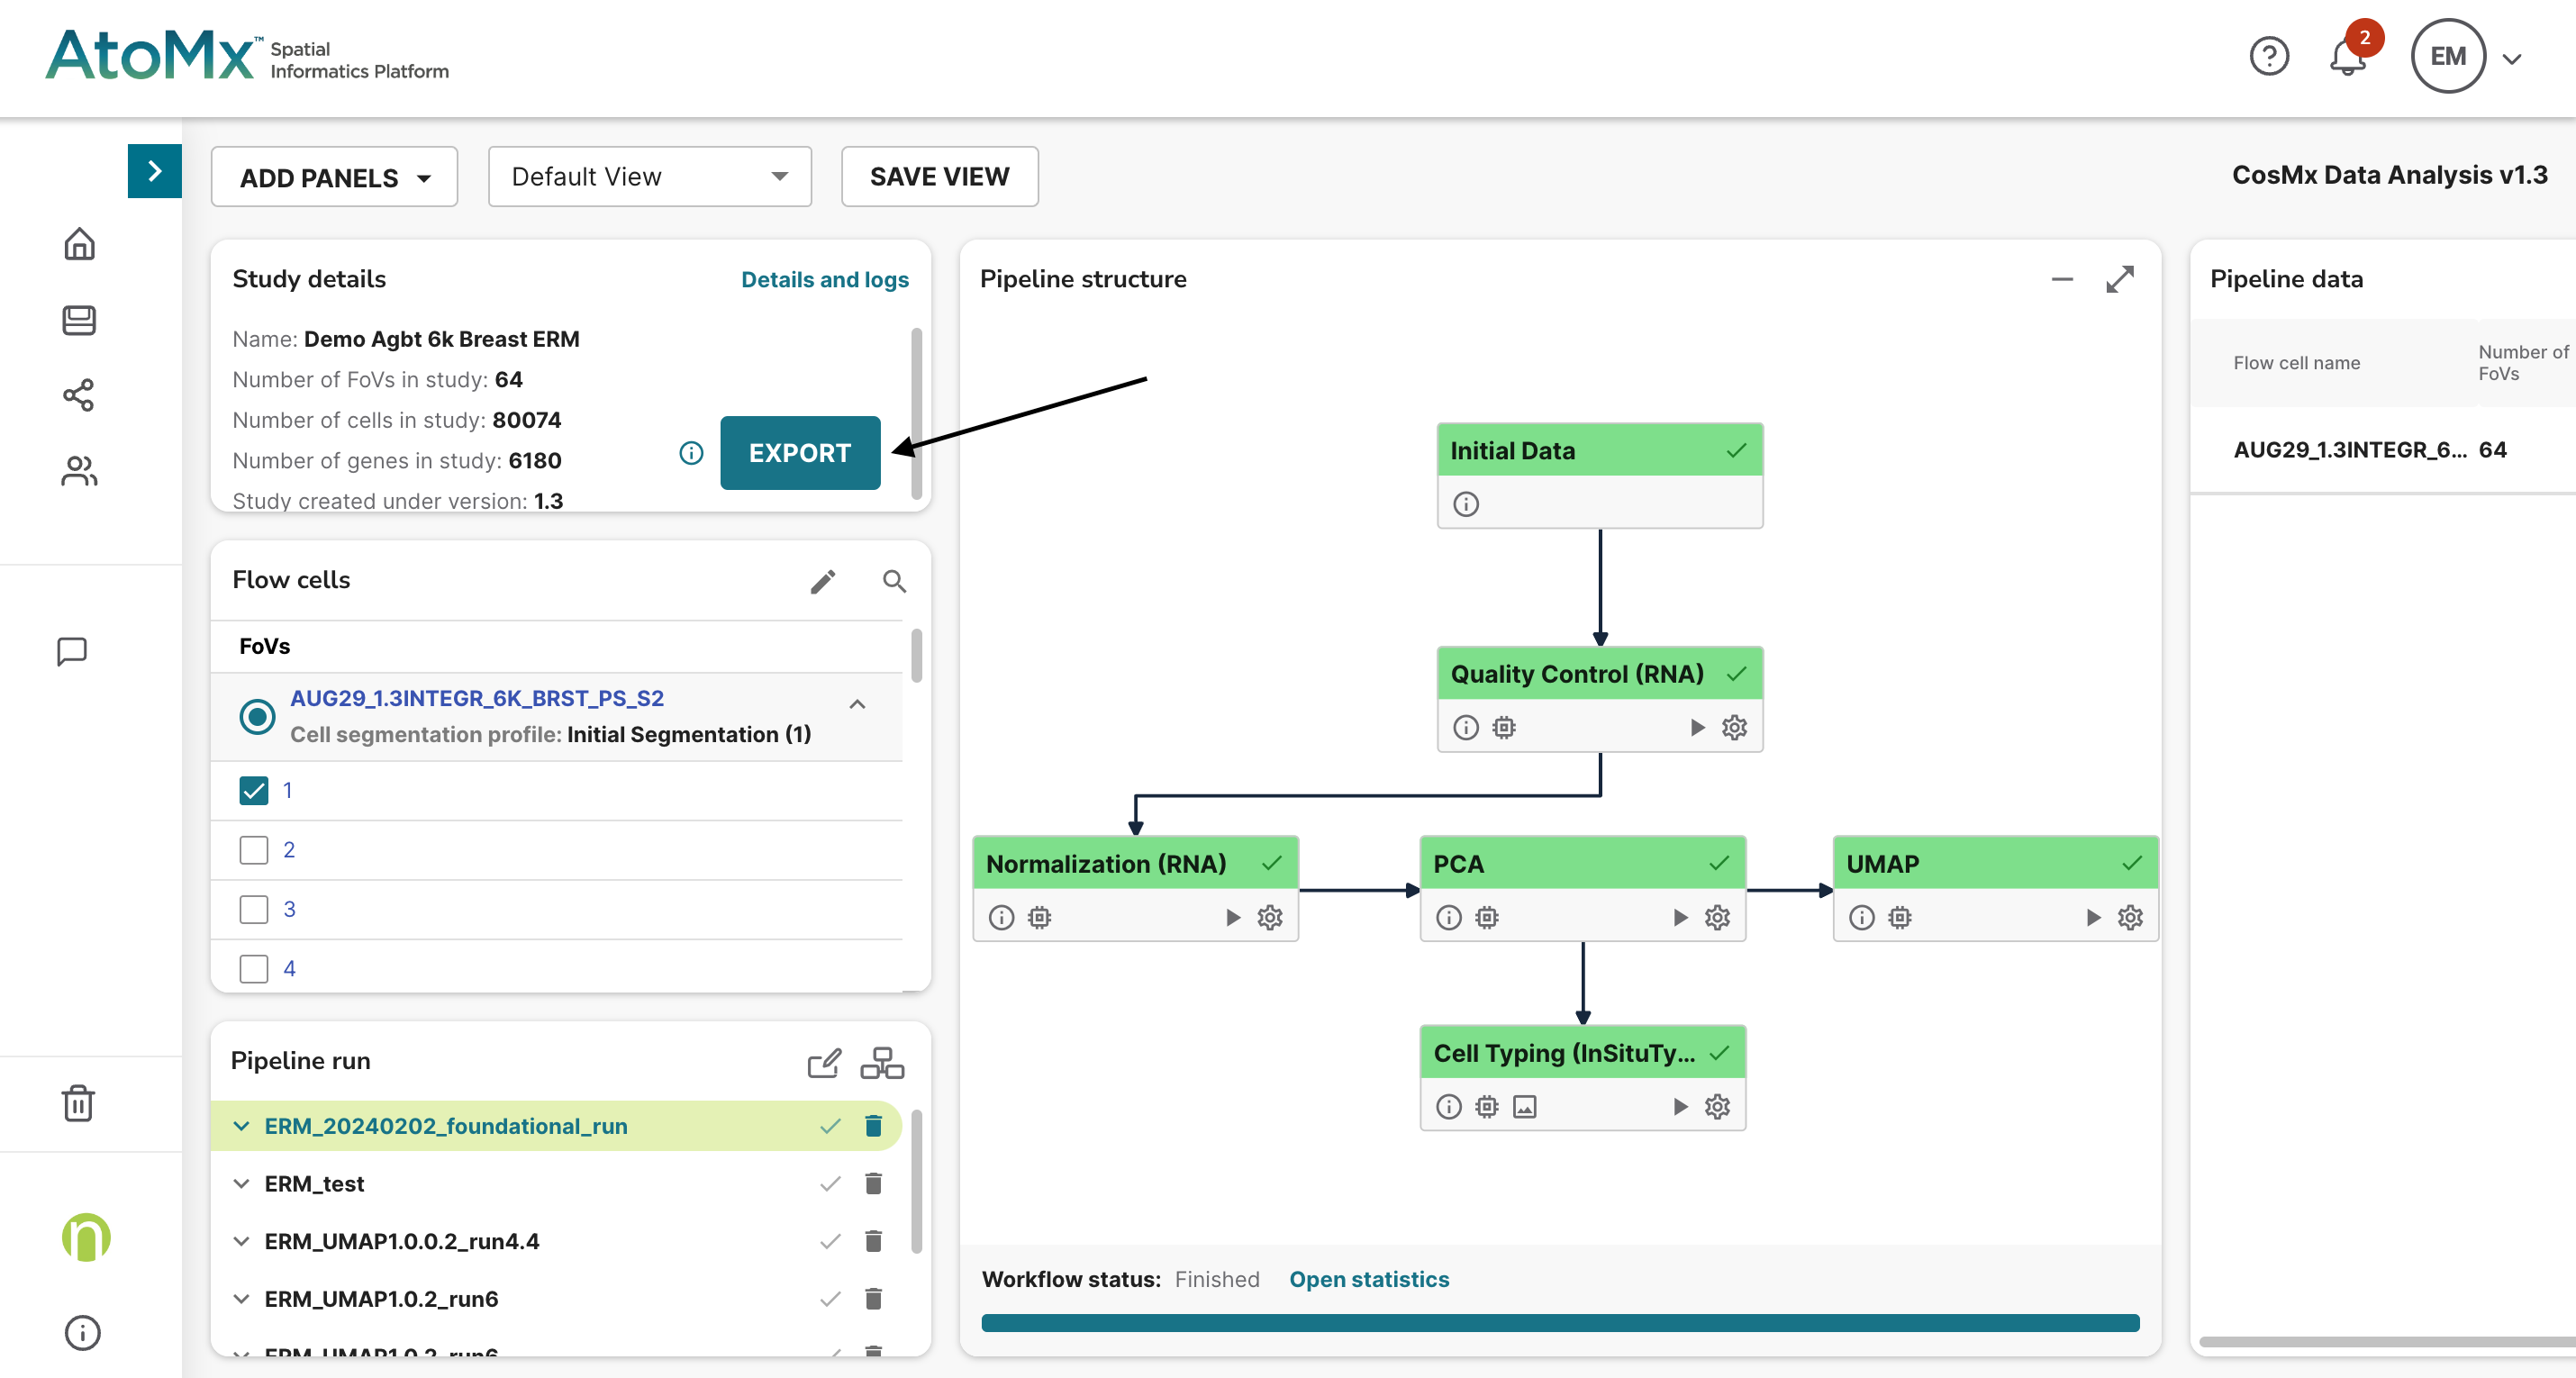 AtoMx™ Spatial
Informatics Platform
2
EM
ADD PANELS
Default View
SAVE VIEW
CosMx Data Analysis v1.3
Study details
Details and logs
Name: Demo Agbt 6k Breast ERM
Number of FoVs in study: 64
Number of cells in study: 80074
Number of genes in study: 6180
Study created under version: 1.3
EXPORT
Flow cells
FoVs
AUG29_1.3INTEGR_6K_BRST_PS_S2
Cell segmentation profile: Initial Segmentation (1)
1
2
3
4
Pipeline run
ERM_20240202_foundational_run
ERM_test
ERM_UMAP1.0.0.2_run4.4
ERM_UMAP1.0.2_run6
ERM_UMAP1.0.2_run6
Pipeline structure
Initial Data
Quality Control (RNA)
Normalization (RNA)
PCA
UMAP
Cell Typing (InSituTy...
Workflow status: Finished
Open statistics
Pipeline data
Flow cell name
Number of
FoVs
AUG29_1.3INTEGR_6... 64
n